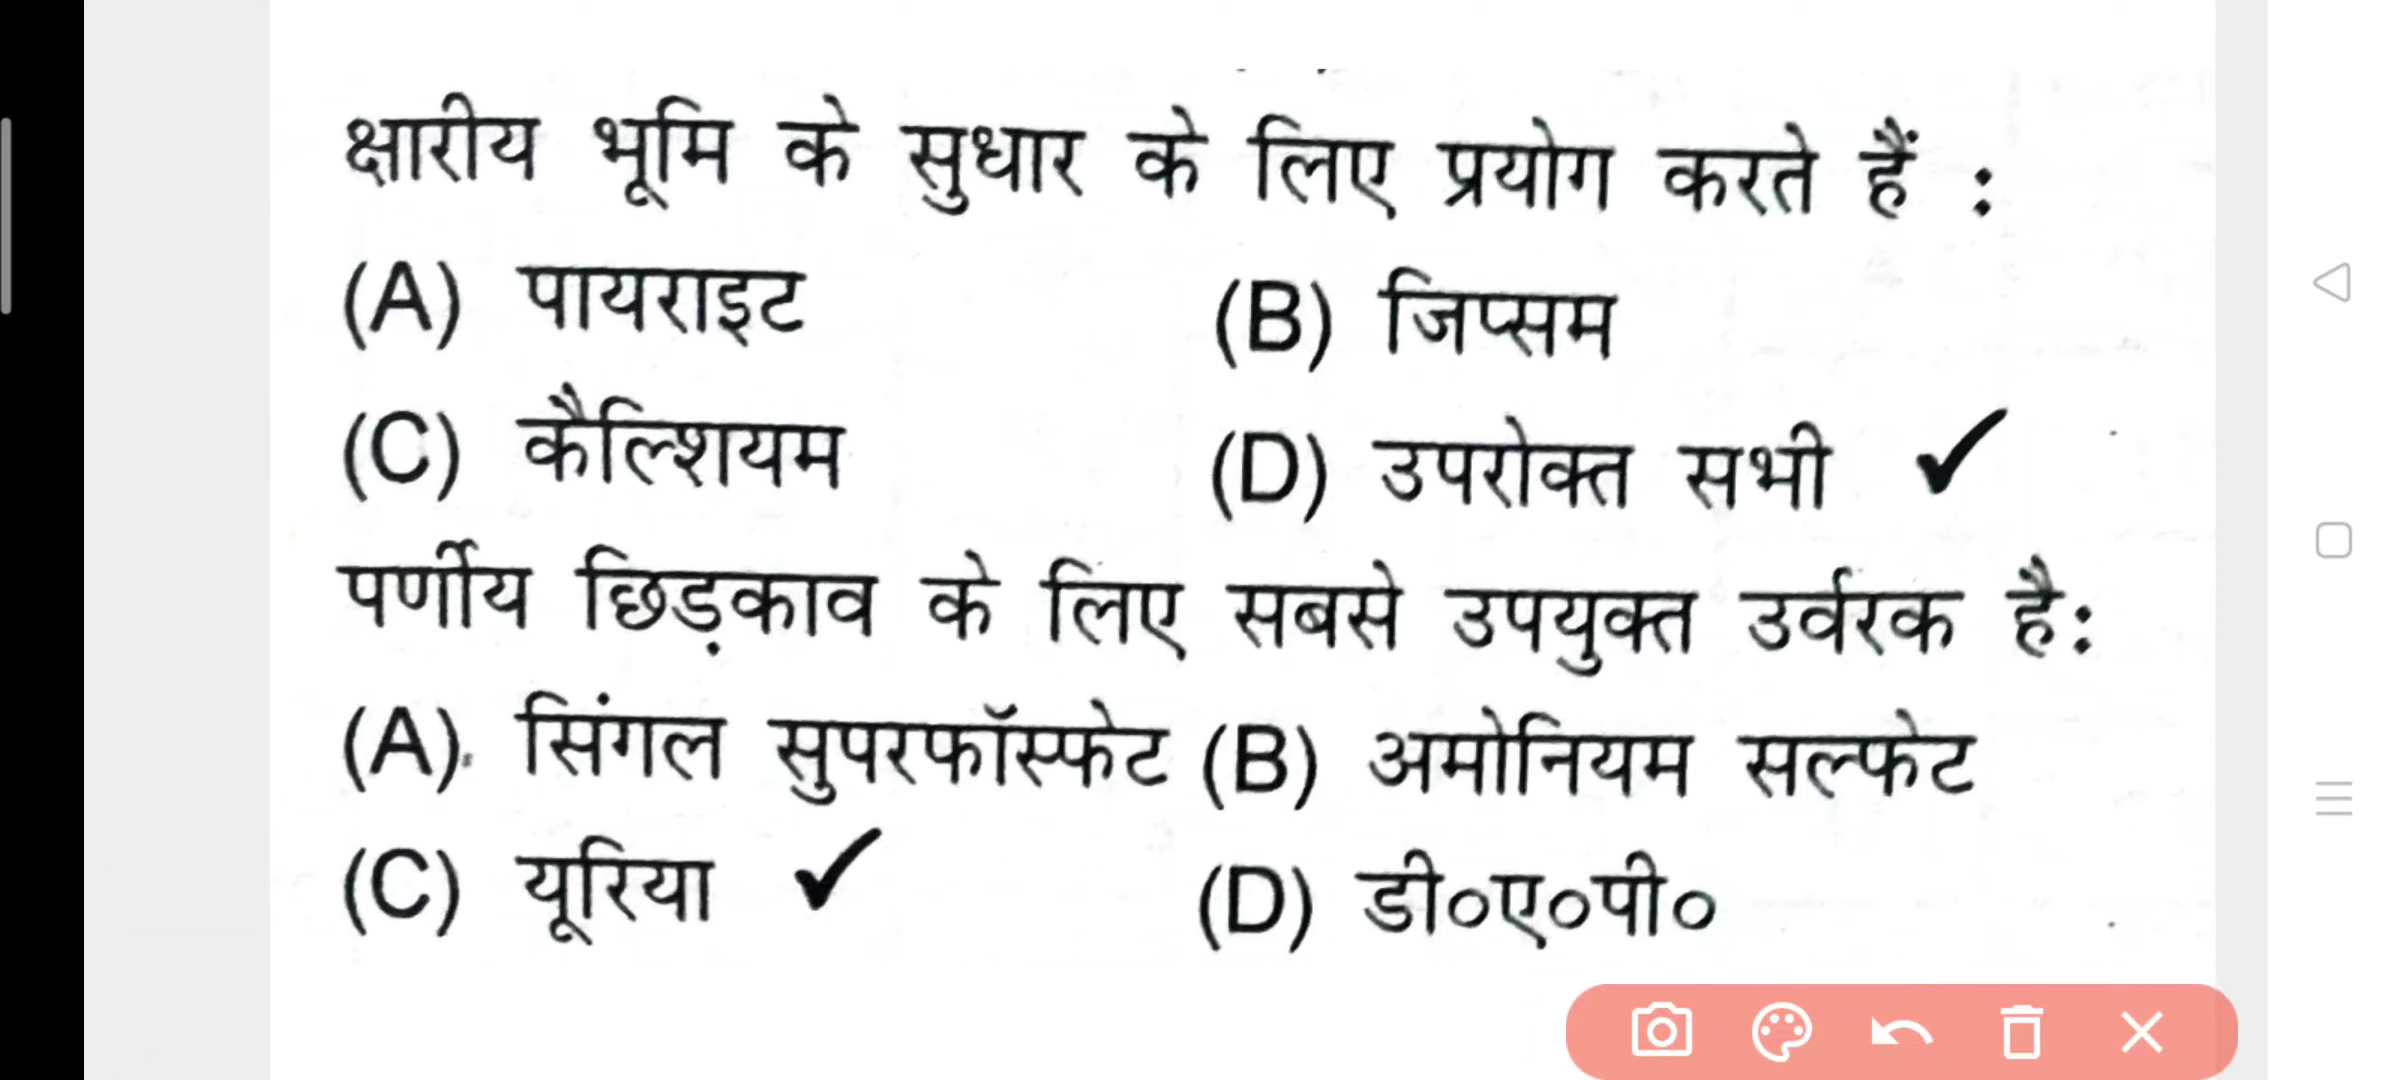 क्षारीय भूमि के सुधार के लिए प्रयोग करते हैं :
(A) पायराइट (B) जिप्सम
(C) कैल्शियम (D) उपरोक्त सभी ✓
पर्णीय छिड़काव के लिए सबसे उपयुक्त उर्वरक है:
(A) सिंगल सुपरफॉस्फेट (B) अमोनियम सल्फेट
(C) यूरिया ✓ (D) डी०ए०पी०